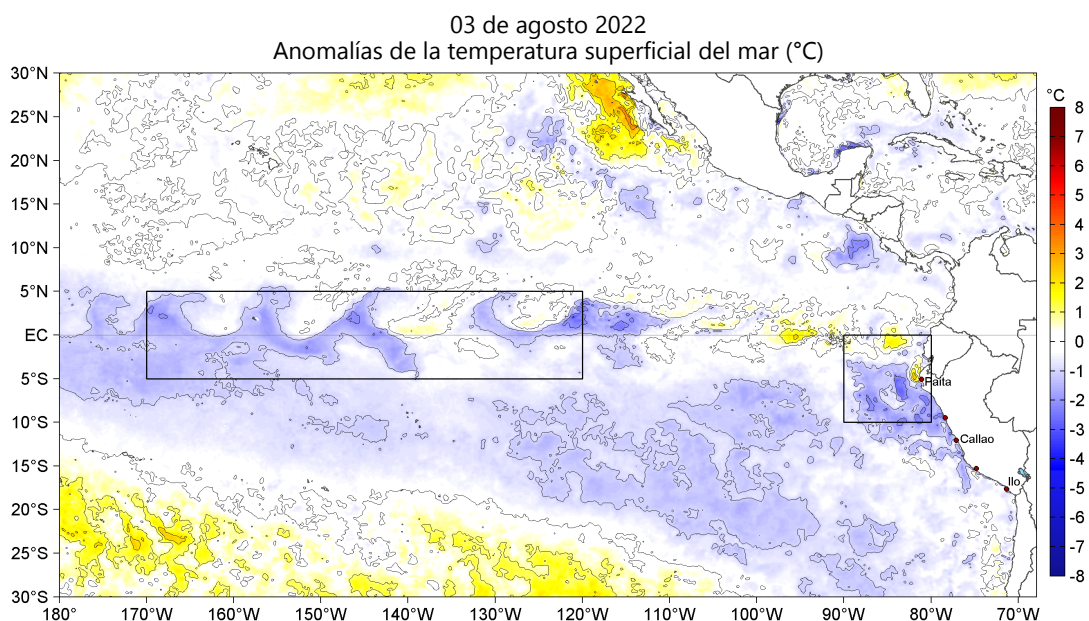 03 de agosto 2022
Anomalías de la temperatura superficial del mar (°C)
30°N
25°N
20°N
15°N
10°N
5°N
EC
5°S
10°S
15°S
20°S
25°S
30°S
180
170°W
160°W
150°W
140°W
130°W
120°W
110°W
100°W
90°W
80°W
70°W
Paita
Callao
Ilo
°C
8
7
6
5
4
3
2
1
0
-1
-2
-3
-4
-5
-6
-7
-8